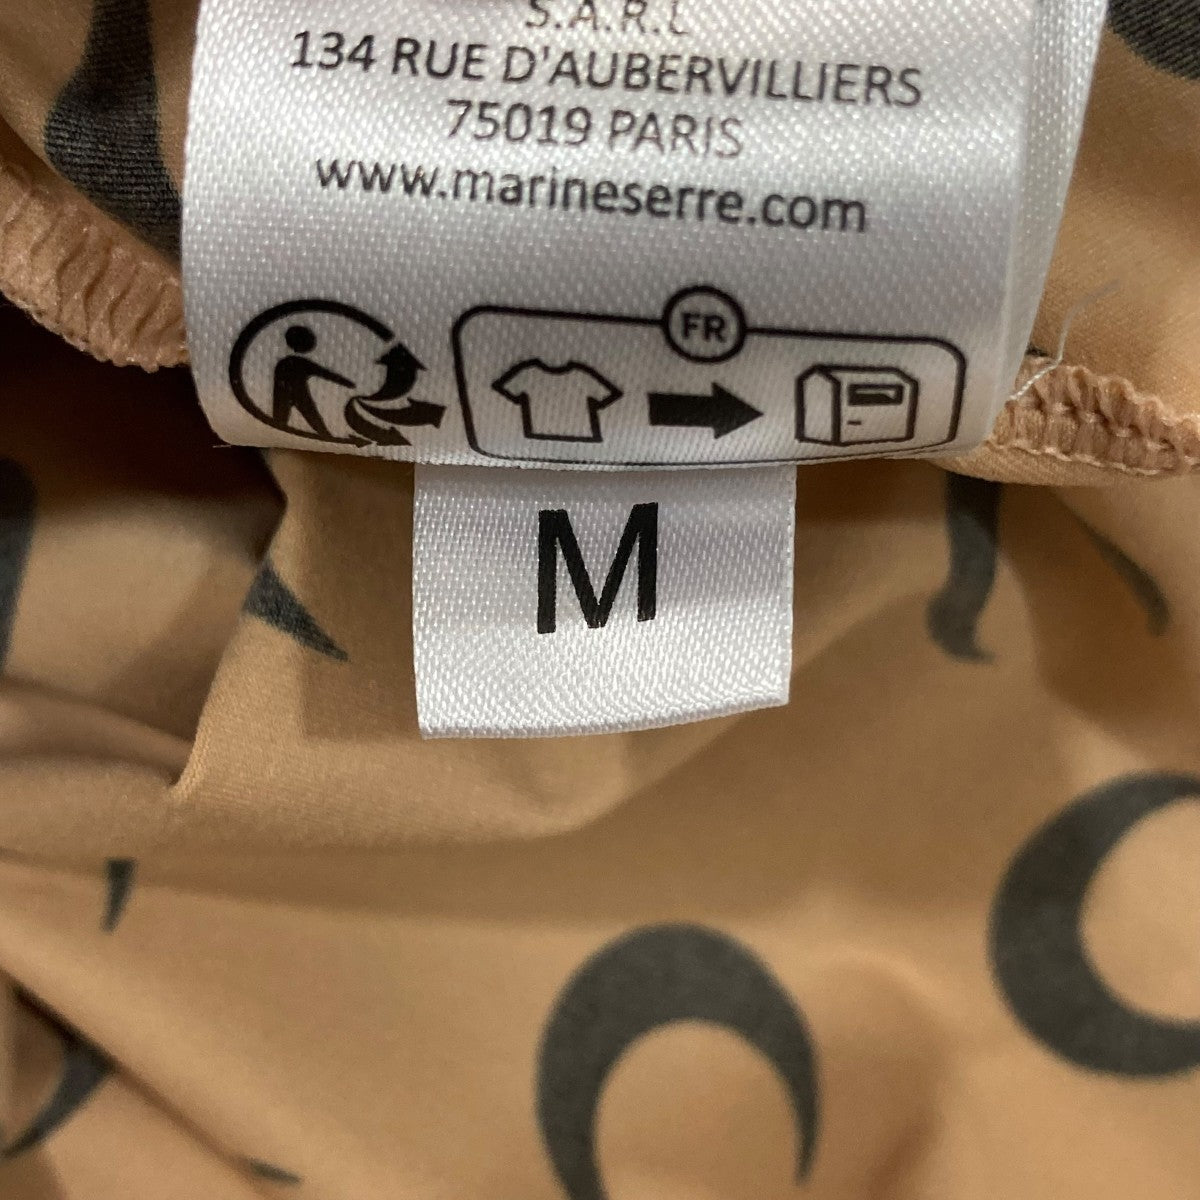 S.A.R.L
134 RUE D'AUBERVILLIERS
75019 PARIS
www.marineserre.com
FR
M